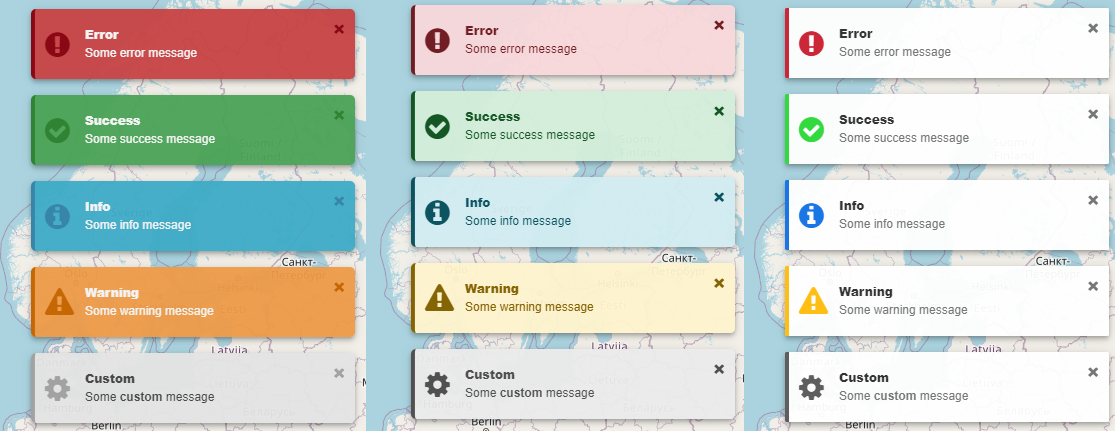 Error
Some error message
Success
Some success message
Info
Some info message
Санкт-
Warning
Some warning message
Latvija
Custom
Some custom message
Berlin
Error
Some error message
Success
Some success message
Info
Some info message
Санкт-
Петербург
Warning
Some warning message
Latvija
Custom
Some custom message
Berlin
Error
Some error message
Success
Some success message
Info
Some info message
Санкт-
Warning
Some warning message
Latvija
Custom
Some custom message
Berlin